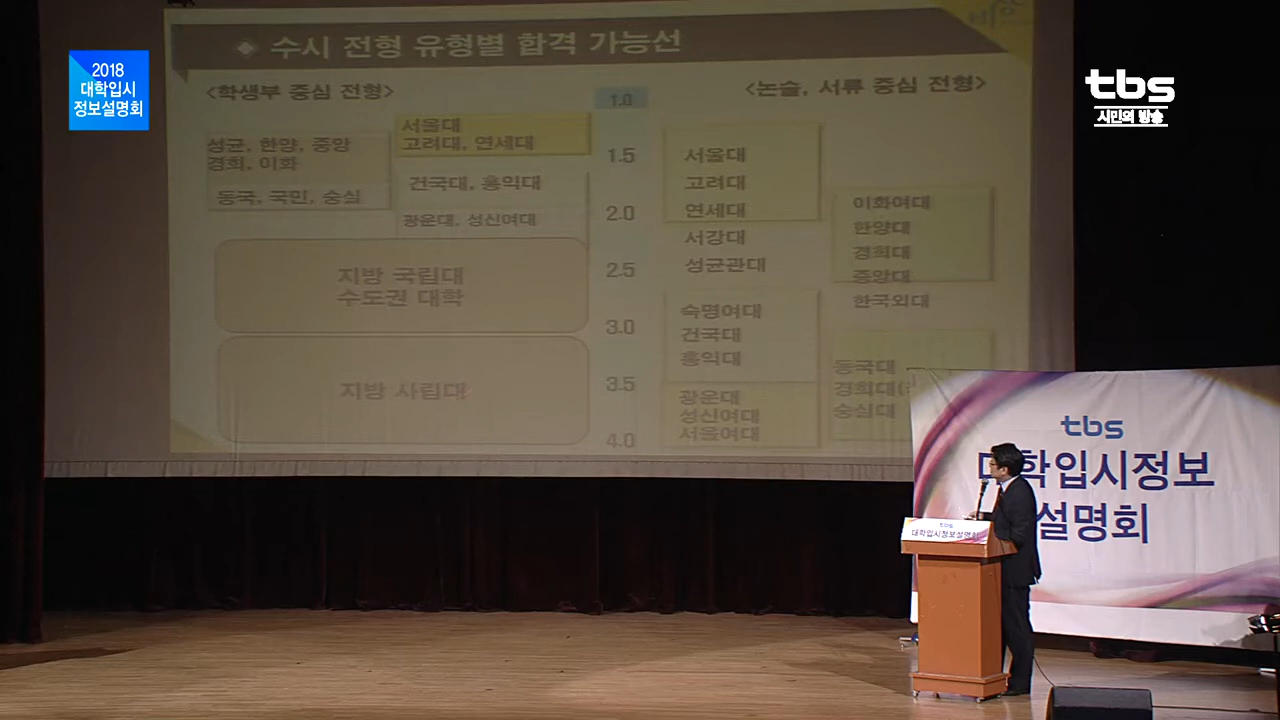 2018
대학입시
정보설명회
tbs
시민의 방송
◈ 수시 전형 유형별 합격 가능선
<학생부 중심 전형>
<논술, 서류 중심 전형>
성균, 한양, 중앙
경희, 이화
동국, 국민, 숭실
서울대
고려대, 연세대
건국대, 홍익대
광운대, 성신여대
지방 국립대
수도권 대학
지방 사립대
1.0
1.5
2.0
2.5
3.0
3.5
4.0
서울대
고려대
연세대
서강대
성균관대
숙명여대
건국대
홍익대
광운대
성신여대
서울여대
이화여대
한양대
경희대
중앙대
한국외대
동국대
경희대(
숭실대
tbs
대학입시정보
설명회
tbs
대학입시정보설명회